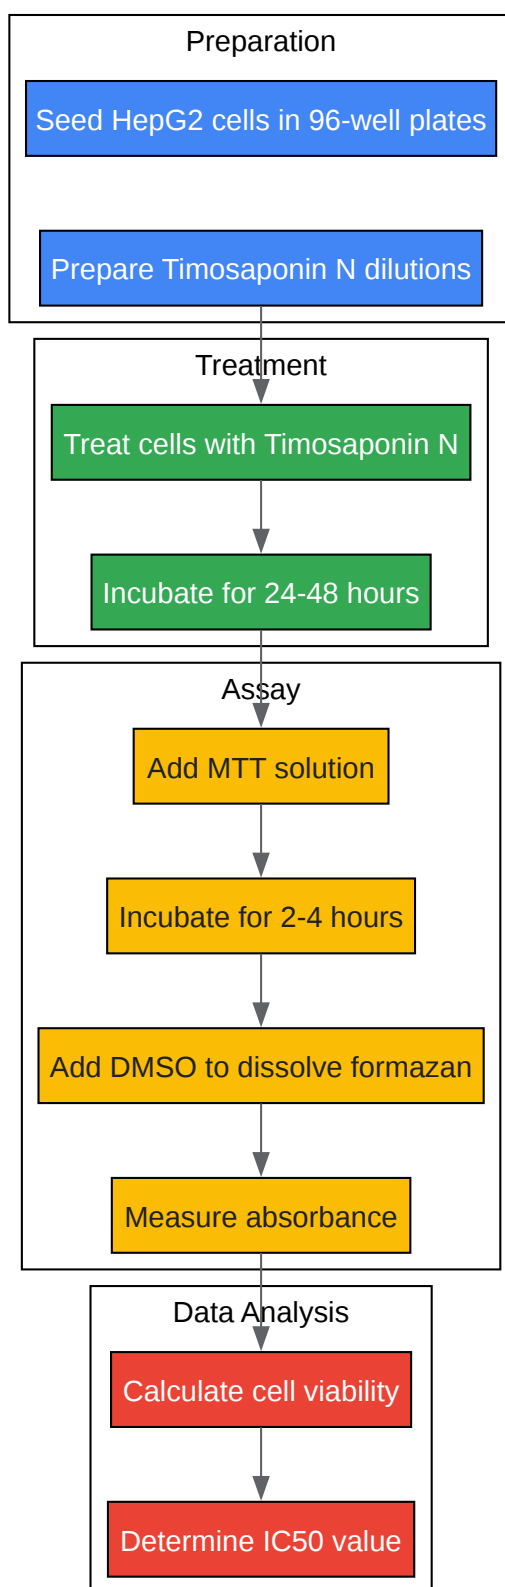 Preparation
Seed HepG2 cells in 96-well plates
Prepare Timosaponin N dilutions
Treatment
Treat cells with Timosaponin N
Incubate for 24-48 hours
Assay
Add MTT solution
Incubate for 2-4 hours
Add DMSO to dissolve formazan
Measure absorbance
Data Analysis
Calculate cell viability
Determine IC50 value